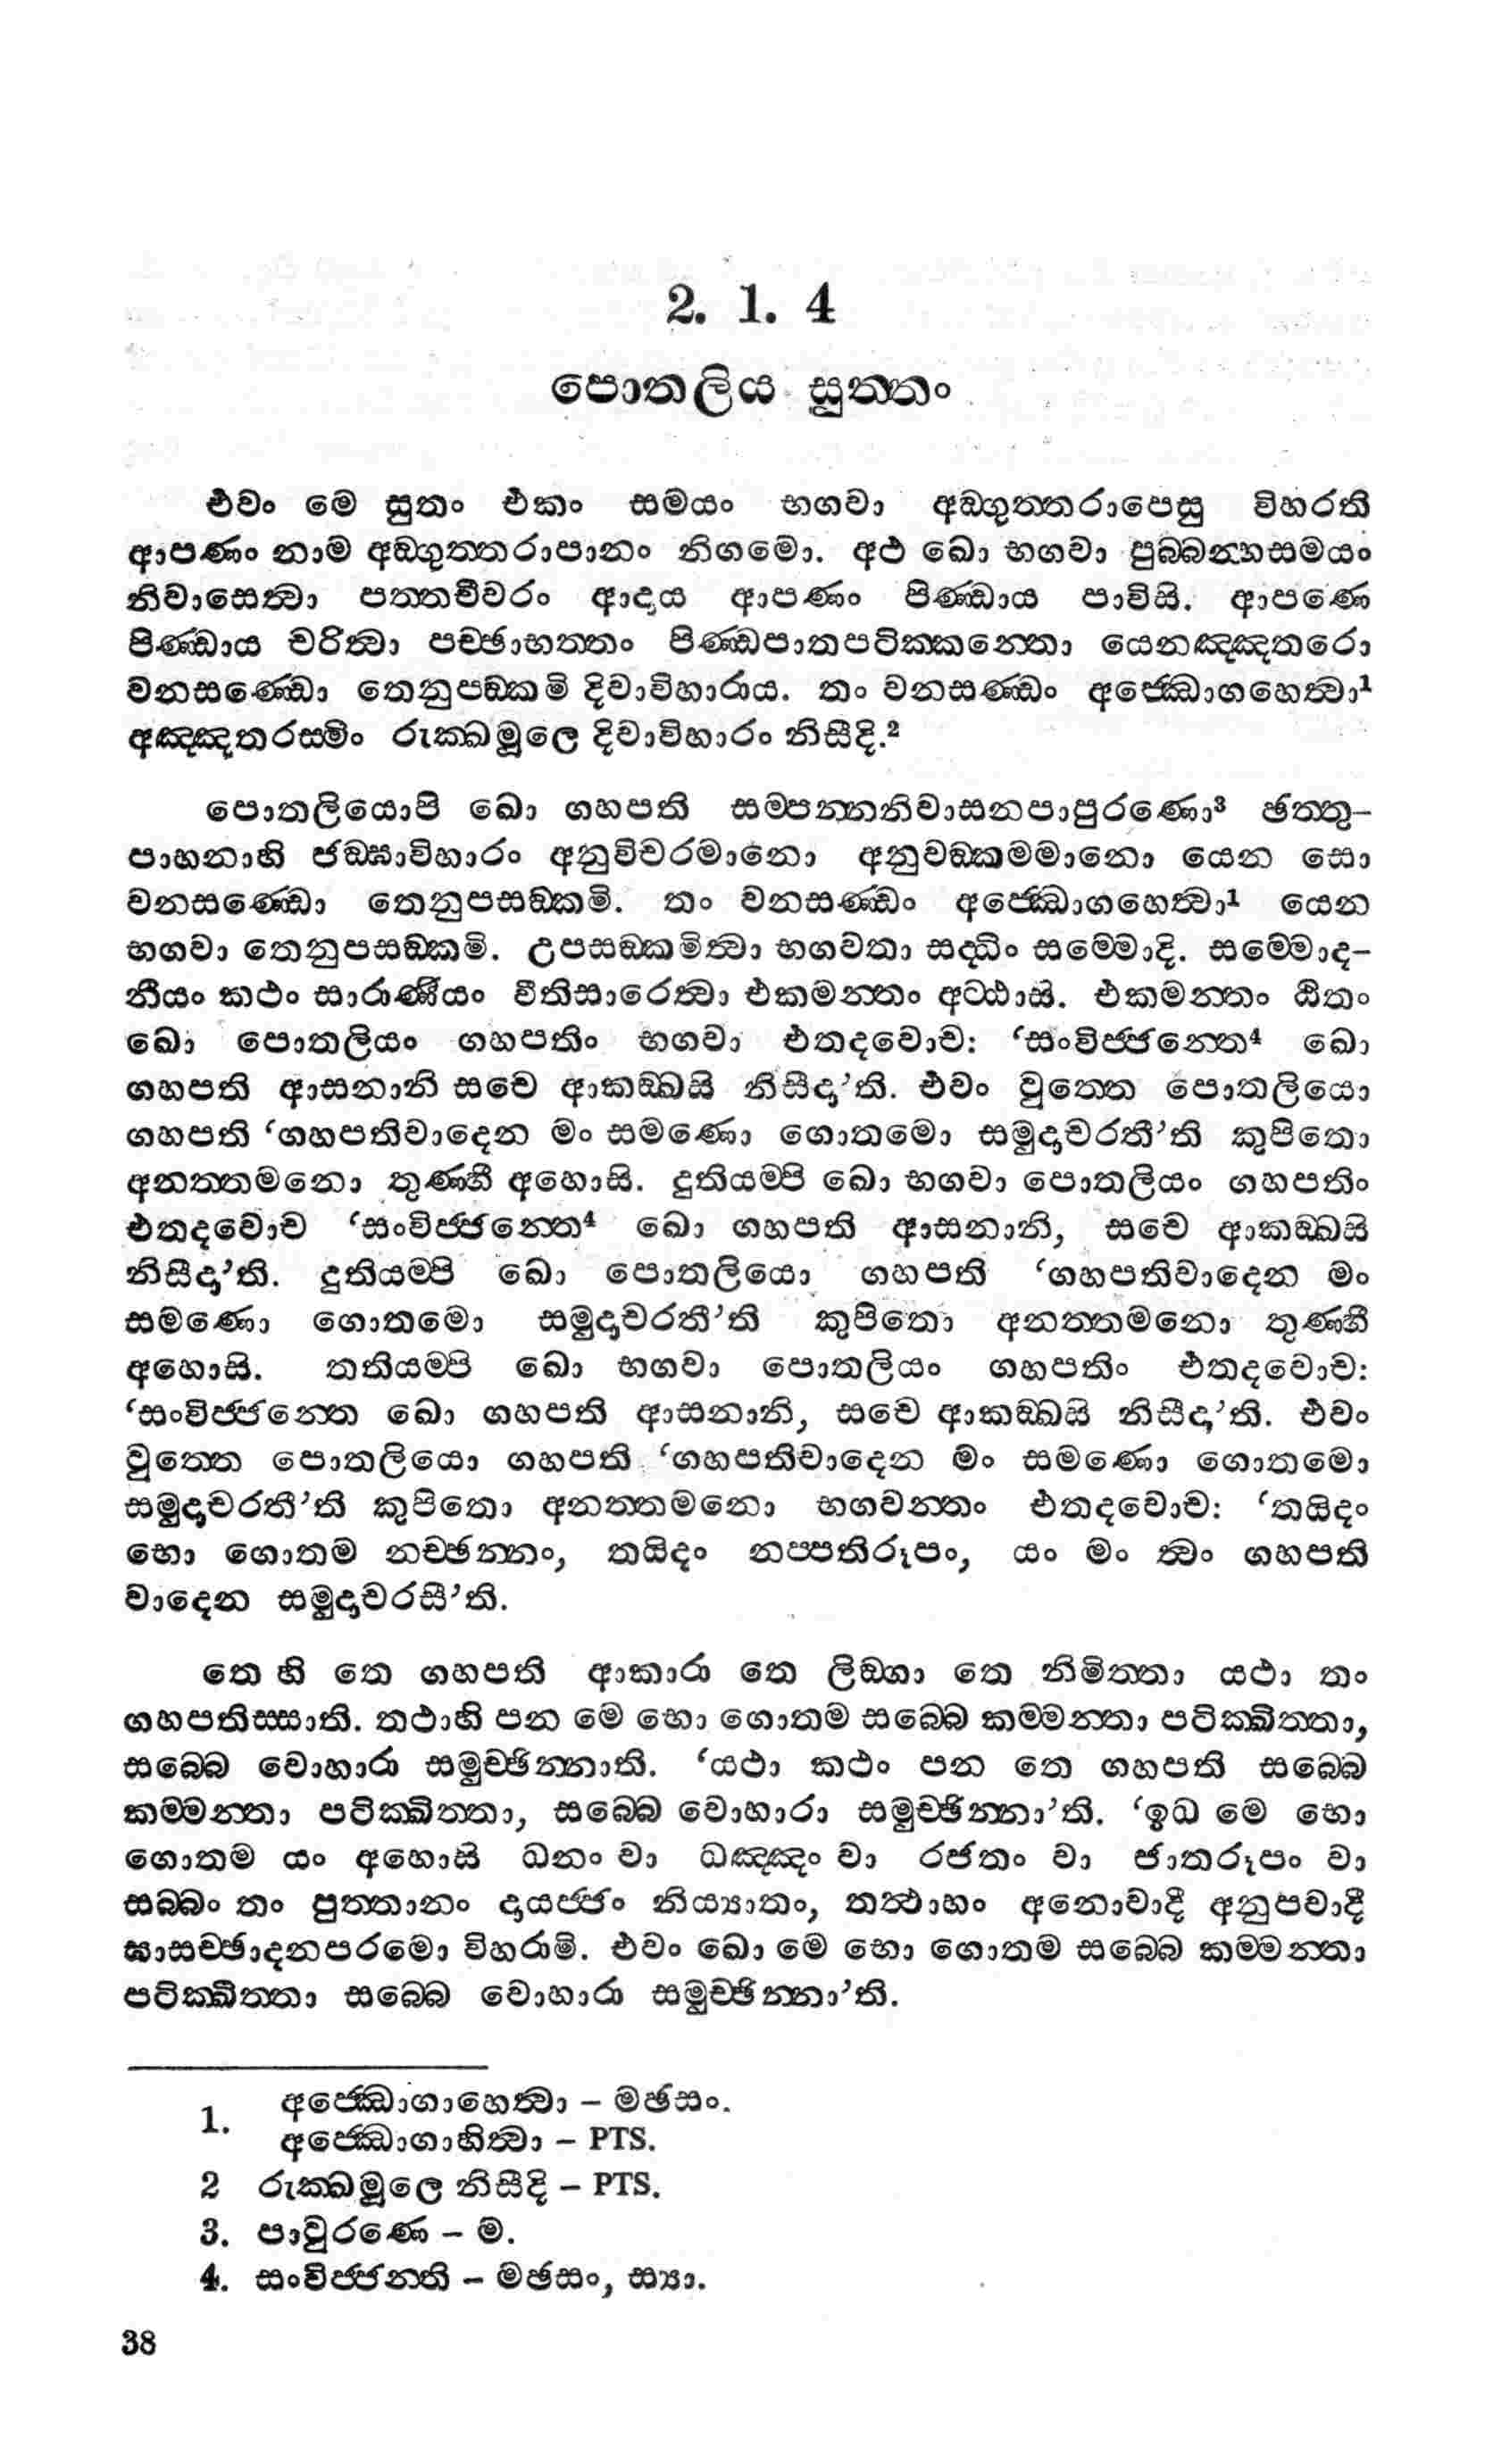 2. 1. 4
පොතලිය සුත්තං
එවං මෙ සුතං එකං සමයං භගවා අඞ්ගුත්තරාපෙසු විහරති
ආපණං නාම අඞ්ගුත්තරාපානං නිගමො. අථ ඛො භගවා පුබ්බන්හසමයං
නිවාසෙත්වා පත්තචීවරං ආදාය ආපණං පිණ්ඩාය පාවිසි. ආපණෙ
පිණ්ඩාය චරිත්වා පච්ඡාභත්තං පිණ්ඩපාතපටික්කන්තො යෙනඤ්ඤතරො
වනසණ්ඩො තෙනුපඞ්කමි දිවාවිහාරාය. තං වනසණ්ඩං අජ්ඣොගහෙත්වා¹
අඤ්ඤතරස්මිං රුක්ඛමූලෙ දිවාවිහාරං නිසීදි.²
පොතලියොපි ඛො ගහපති සම්පන්නනිවාසනපාපුරණො³ ඡත්තු-
පාහනාහි ජඞ්ඝාවිහාරං අනුවිචරමානො අනුචඞ්කමමානො යෙන සො
වනසණ්ඩො තෙනුපසඞ්කමි. තං වනසණ්ඩං අජ්ඣොගහෙත්වා¹ යෙන
භගවා තෙනුපසඞ්කමි. උපසඞ්කමිත්වා භගවතා සද්ධිං සම්මොදි. සම්මොද-
නීයං කථං සාරාණීයං වීතිසාරෙත්වා එකමන්තං අට්ඨාසි. එකමන්තං ඨිතං
ඛො පොතලියං ගහපතිං භගවා එතදවොච: ‘සංවිජ්ජන්තෙ⁴ ඛො
ගහපති ආසනානි සචෙ ආකඞ්ඛසි නිසීදා’ති. එවං වුත්තෙ පොතලියො
ගහපති ‘ගහපතිවාදෙන මං සමණො ගොතමො සමුදාචරතී’ති කුපිතො
අනත්තමනො තුණ්හී අහොසි. දුතියම්පි ඛො භගවා පොතලියං ගහපතිං
එතදවොච ‘සංවිජ්ජන්තෙ⁴ ඛො ගහපති ආසනානි, සචෙ ආකඞ්ඛසි
නිසීදා’ති. දුතියම්පි ඛො පොතලියො ගහපති ‘ගහපතිවාදෙන මං
සමණො ගොතමො සමුදාචරතී’ති කුපිතො අනත්තමනො තුණ්හී
අහොසි. තතියම්පි ඛො භගවා පොතලියං ගහපතිං එතදවොච:
‘සංවිජ්ජන්තෙ ඛො ගහපති ආසනානි, සචෙ ආකඞ්ඛසි නිසීදා’ති. එවං
වුත්තෙ පොතලියො ගහපති ‘ගහපතිවාදෙන මං සමණො ගොතමො
සමුදාචරතී’ති කුපිතො අනත්තමනො භගවන්තං එතදවොච: ‘තයිදං
භො ගොතම නච්ඡන්නං, තයිදං නප්පතිරූපං, යං මං ත්වං ගහපති
වාදෙන සමුදාචරසී’ති.
තෙ හි තෙ ගහපති ආකාරා තෙ ලිඞ්ගා තෙ නිමිත්තා යථා තං
ගහපතිස්සාති. තථාහි පන මෙ භො ගොතම සබ්බෙ කම්මන්තා පටික්ඛිත්තා,
සබ්බෙ වොහාරා සමුච්ඡින්නාති. ‘යථා කථං පන තෙ ගහපති සබ්බෙ
කම්මන්තා පටික්ඛිත්තා, සබ්බෙ වොහාරා සමුච්ඡින්නා’ති. ‘ඉධ මෙ භො
ගොතම යං අහොසි ධනං වා ධඤ්ඤං වා රජතං වා ජාතරූපං වා
සබ්බං තං පුත්තානං දායජ්ජං නිය්‍යාතං, තත්ථාහං අනොවාදී අනුපවාදී
ඝාසච්ඡාදනපරමො විහරාමි. එවං ඛො මෙ භො ගොතම සබ්බෙ කම්මන්තා
පටික්ඛිත්තා සබ්බෙ වොහාරා සමුච්ඡින්නා’ති.
1. අජ්ඣොගාහෙත්වා – මඡසං.
අජ්ඣොගාහිත්වා – PTS.
2 රුක්ඛමූලෙ නිසීදි – PTS.
3. පාවුරණෙ – ම.
4. සංවිජ්ජන්ති – මඡසං, ස්‍යා.
38